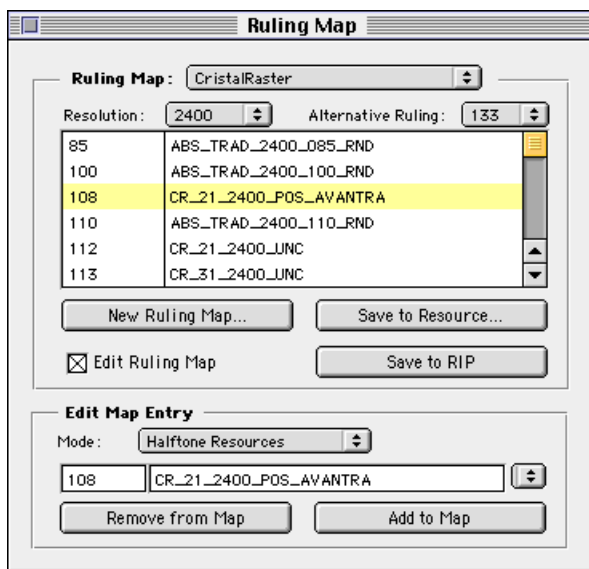 Ruling Map
Ruling Map: CristalRaster
Resolution: 2400 Alternative Ruling: 133
85 ABS_TRAD_2400_085_RND
100 ABS_TRAD_2400_100_RND
108 CR_21_2400_POS_AVANTRA
110 ABS_TRAD_2400_110_RND
112 CR_21_2400_UNC
113 CR_31_2400_UNC
New Ruling Map... Save to Resource...
Edit Ruling Map Save to RIP
Edit Map Entry
Mode: Halftone Resources
108 CR_21_2400_POS_AVANTRA
Remove from Map Add to Map